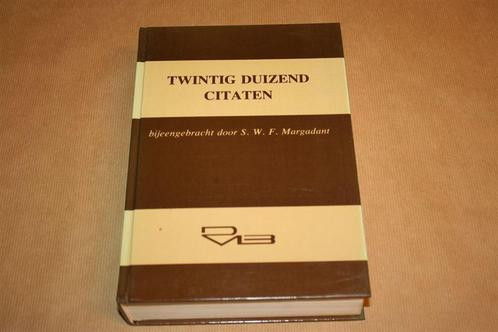 TWINTIG DUIZEND
CITATEN
bijeengebracht door S. W. F. Margadant